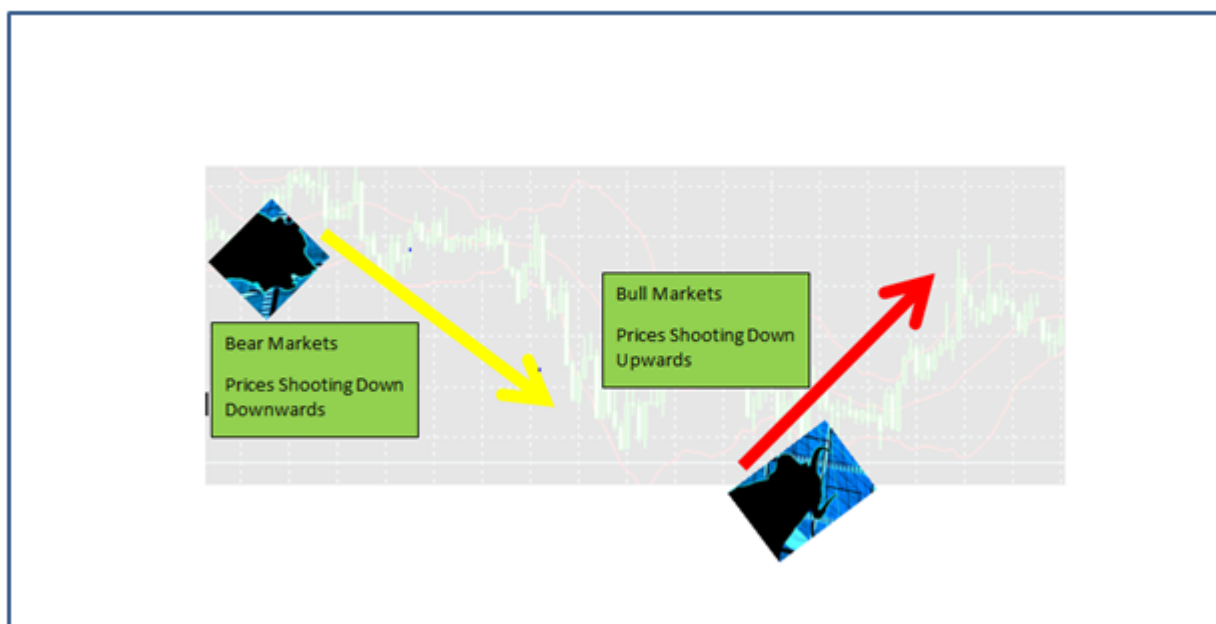 Bear Markets
Prices Shooting Down
Downwards
Bull Markets
Prices Shooting Down
Upwards